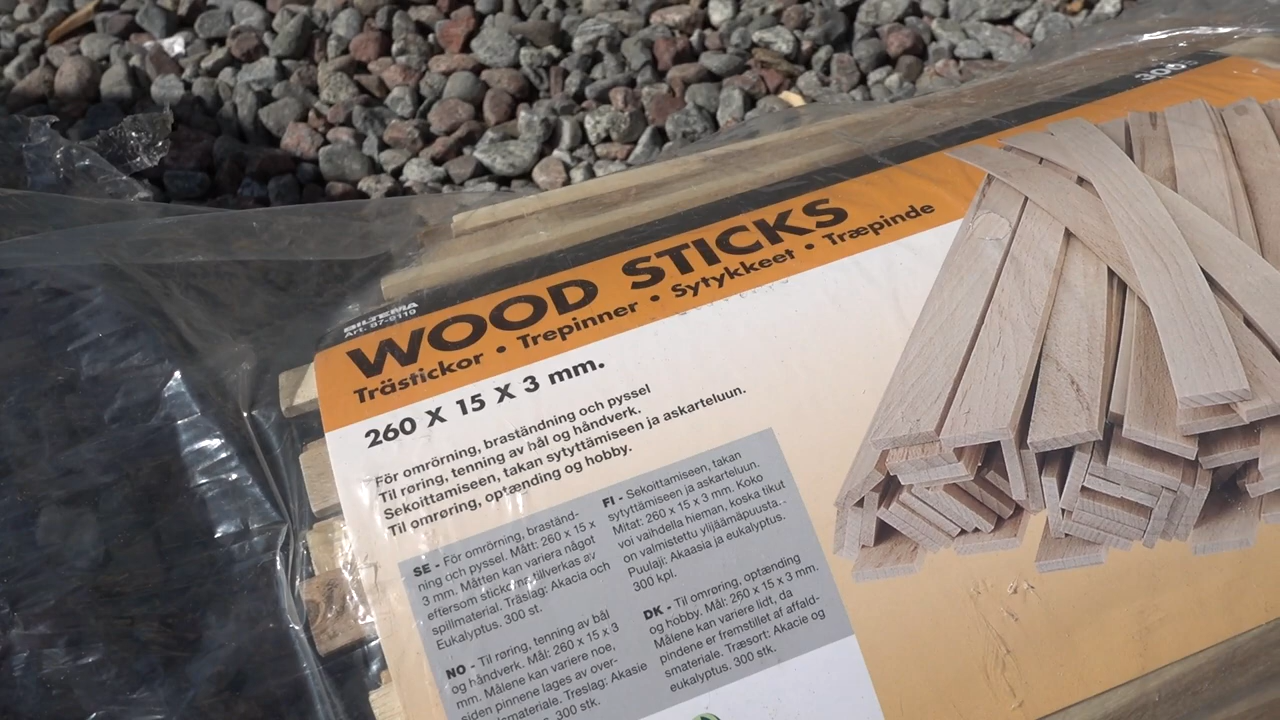 300 S
BILTEMA
Art. 87-9119
WOOD STICKS
Trästickor • Trepinner • Sytykkeet • Træpinde
260 X 15 X 3 mm.
För omrörning, braständning och pyssel
Til røring, tenning av bål og håndverk.
Sekoittamiseen, takan sytyttämiseen ja askarteluun.
Til omrøring, optænding og hobby.
SE - För omrörning, braständ-
ning och pyssel. Mått: 260 x 15 x
3 mm. Måtten kan variera något
eftersom stickorna tillverkas av
spillmaterial. Träslag: Akacia och
Eukalyptus. 300 st.
NO - Til røring, tenning av bål
og håndverk. Mål: 260 x 15 x 3
mm. Målene kan variere noe,
siden pinnene lages av over-
materiale. Treslag: Akasie
300 stk.
FI - Sekoittamiseen, takan
sytyttämiseen ja askarteluun.
Mitat: 260 x 15 x 3 mm. Koko
voi vaihdella hieman, koska tikut
on valmistettu ylijäämäpuusta.
Puulaji: Akaasia ja eukalyptus.
300 kpl.
DK - Til omrøring, optænding
og hobby. Mål: 260 x 15 x 3 mm.
Målene kan variere lidt, da
pindene er fremstillet af affald-
smateriale. Træsort: Akacie og
eukalyptus. 300 stk.